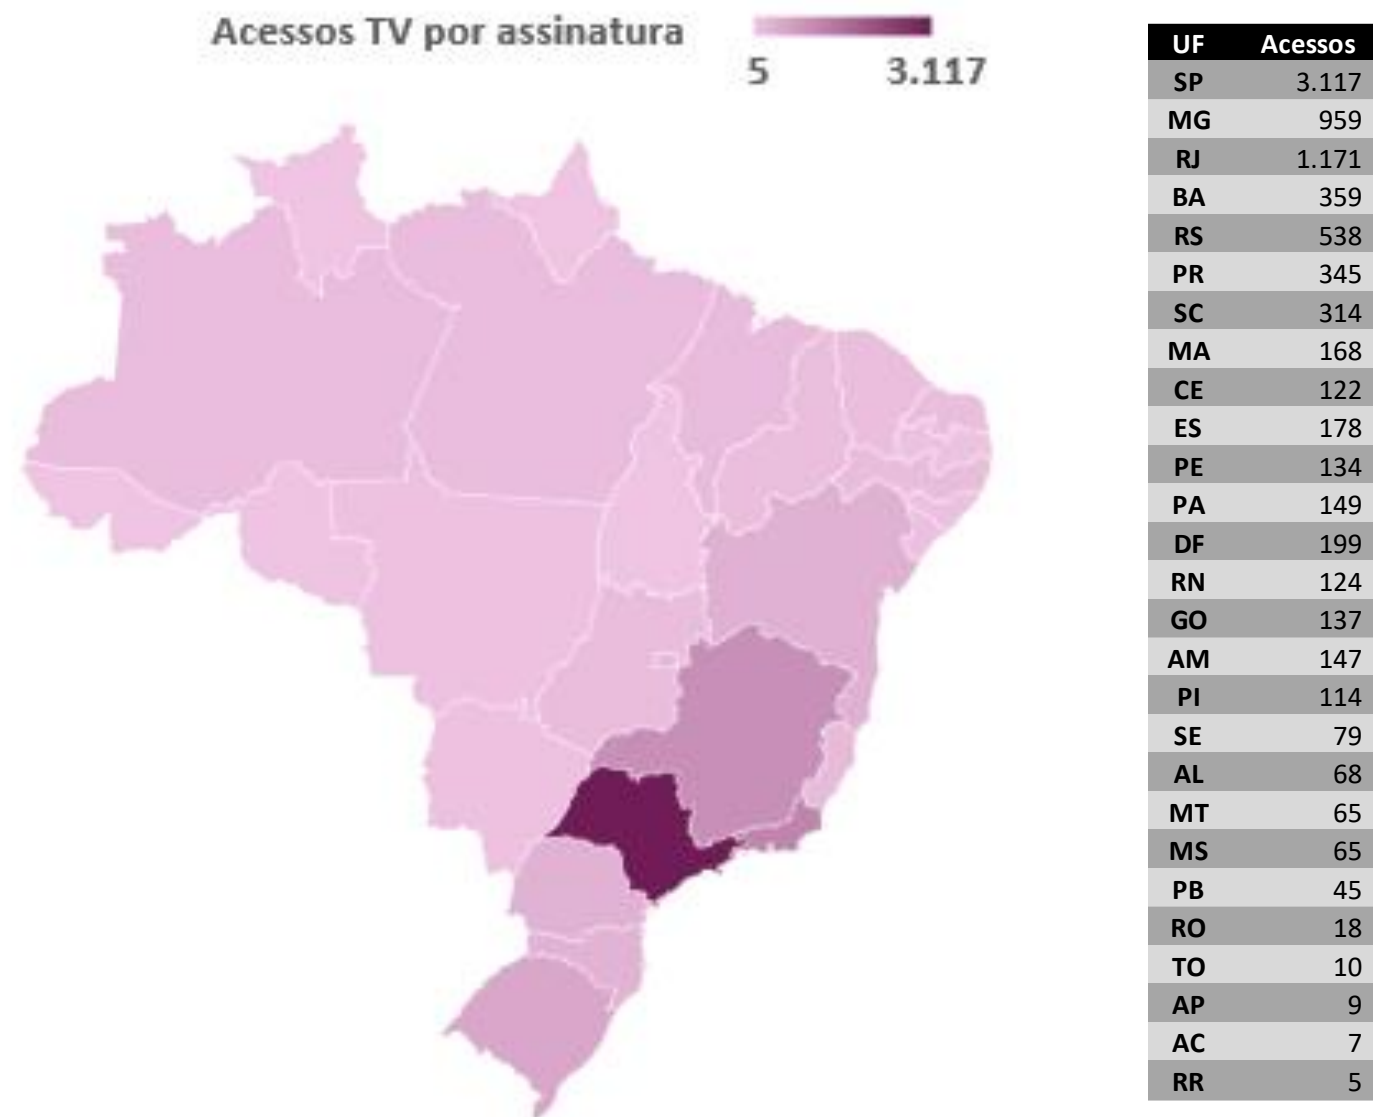 Acessos TV por assinatura
5 3.117
UF Acessos
SP 3.117
MG 959
RJ 1.171
BA 359
RS 538
PR 345
SC 314
MA 168
CE 122
ES 178
PE 134
PA 149
DF 199
RN 124
GO 137
AM 147
PI 114
SE 79
AL 68
MT 65
MS 65
PB 45
RO 18
TO 10
AP 9
AC 7
RR 5